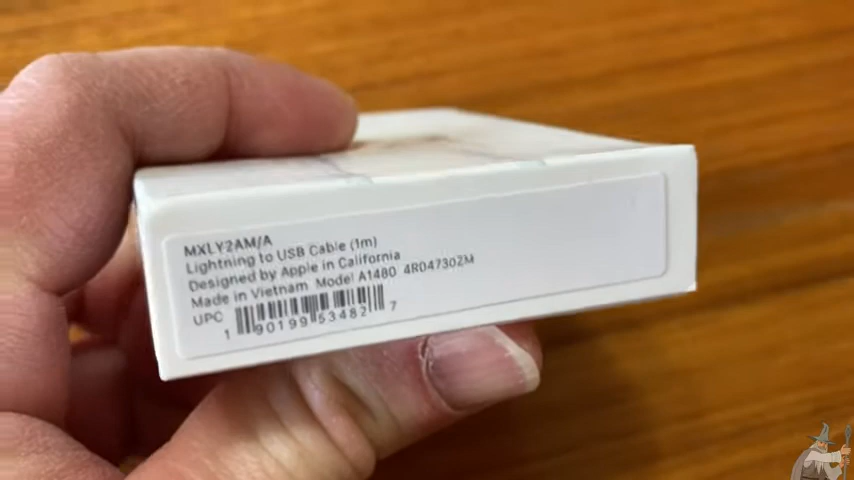 MXLY2AM/A
Lightning to USB Cable (1m)
Designed by Apple in California
Made in Vietnam Model A1480 4RD4730ZM
UPC
1 90199 53482 7